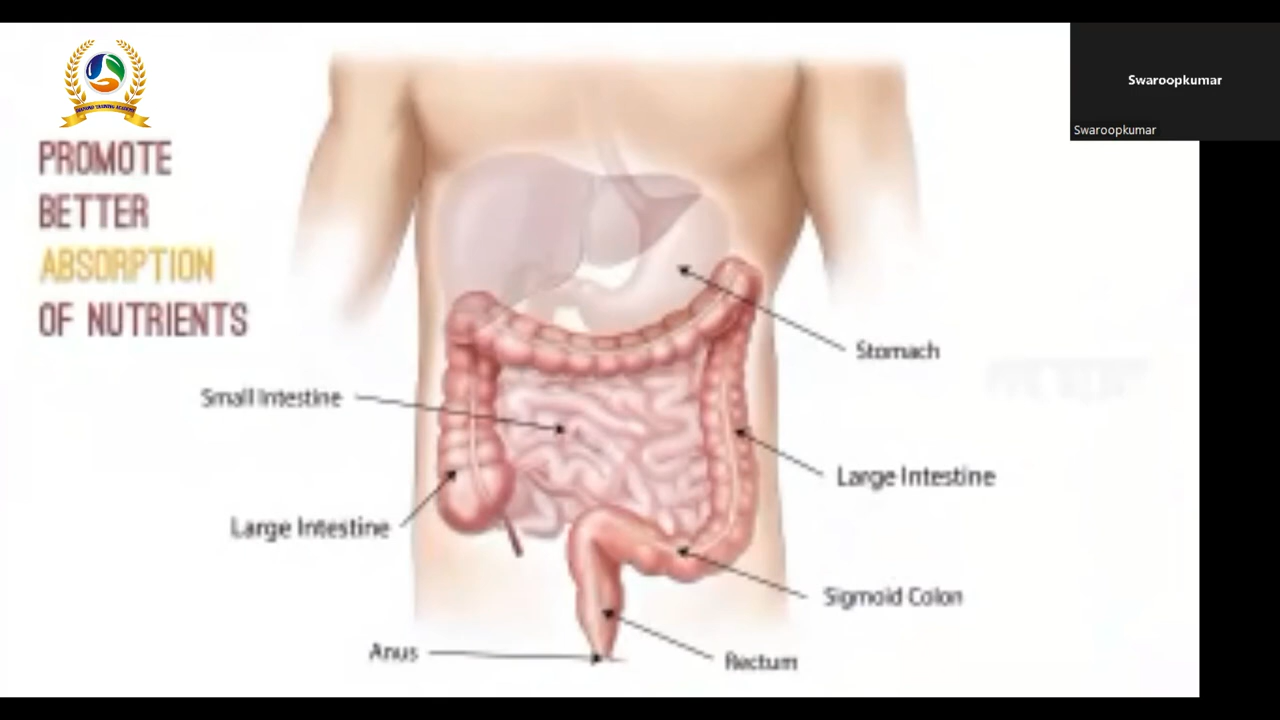 PROMOTE
BETTER
ABSORPTION
OF NUTRIENTS
Swaroopkumar
Swaroopkumar
Stomach
Small Intestine
Large Intestine
Large Intestine
Sigmoid Colon
Anus
Rectum